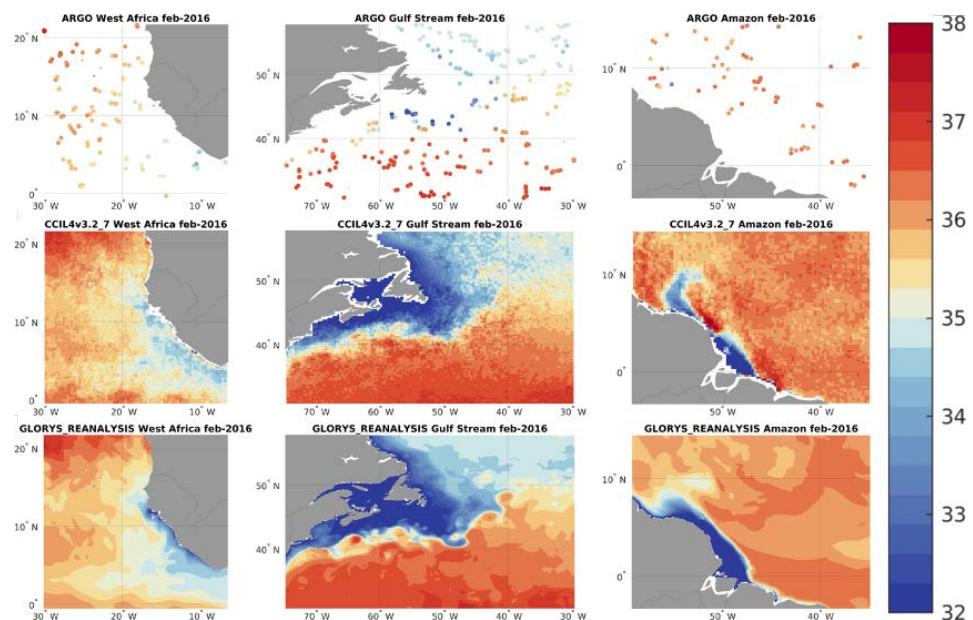 ARGO West Africa feb-2016
20° N
10° N
0°
30° W 20° W 10° W
ARGO Gulf Stream feb-2016
50° N
40° N
70° W 60° W 50° W 40° W 30° W
ARGO Amazon feb-2016
10° N
0°
50° W 40° W
CCIL4v3.2_7 West Africa feb-2016
20° N
10° N
0°
30° W 20° W 10° W
CCIL4v3.2_7 Gulf Stream feb-2016
50° N
40° N
70° W 60° W 50° W 40° W 30° W
CCIL4v3.2_7 Amazon feb-2016
10° N
0°
50° W 40° W
GLORYS_REANALYSIS West Africa feb-2016
20° N
10° N
0°
30° W 20° W 10° W
GLORYS_REANALYSIS Gulf Stream feb-2016
50° N
40° N
70° W 60° W 50° W 40° W 30° W
GLORYS_REANALYSIS Amazon feb-2016
10° N
0°
50° W 40° W
38
37
36
35
34
33
32